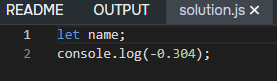 README OUTPUT solution.js ×
1 let name;
2 console.log(-0.304);